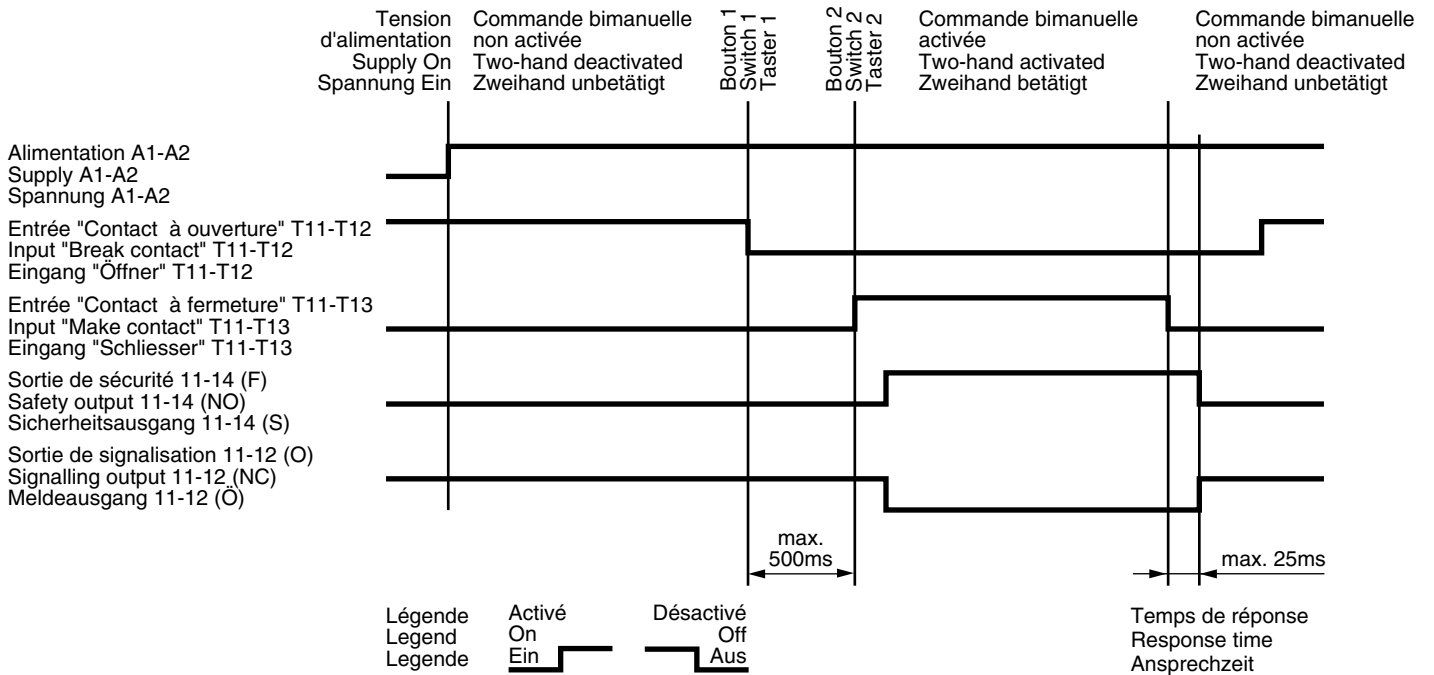 Tension
d'alimentation
Supply On
Spannung Ein
Commande bimanuelle
non activée
Two-hand deactivated
Zweihand unbetätigt
Bouton 1
Switch 1
Taster 1
Bouton 2
Switch 2
Taster 2
Commande bimanuelle
activée
Two-hand activated
Zweihand betätigt
Commande bimanuelle
non activée
Two-hand deactivated
Zweihand unbetätigt
Alimentation A1-A2
Supply A1-A2
Spannung A1-A2
Entrée "Contact à ouverture" T11-T12
Input "Break contact" T11-T12
Eingang "Öffner" T11-T12
Entrée "Contact à fermeture" T11-T13
Input "Make contact" T11-T13
Eingang "Schliesser" T11-T13
Sortie de sécurité 11-14 (F)
Safety output 11-14 (NO)
Sicherheitsausgang 11-14 (S)
Sortie de signalisation 11-12 (O)
Signalling output 11-12 (NC)
Meldeausgang 11-12 (Ö)
max.
500ms
max. 25ms
Légende
Legend
Legende
Activé
On
Ein
Désactivé
Off
Aus
Temps de réponse
Response time
Ansprechzeit